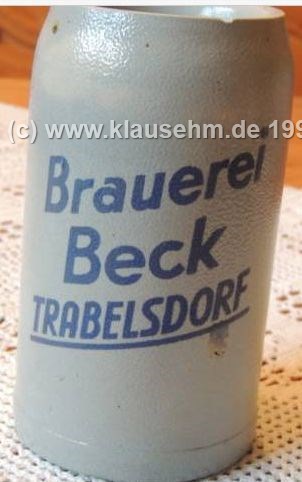 (c) www.klausehm.de 199
Brauerei
Beck
TRABELSDORF